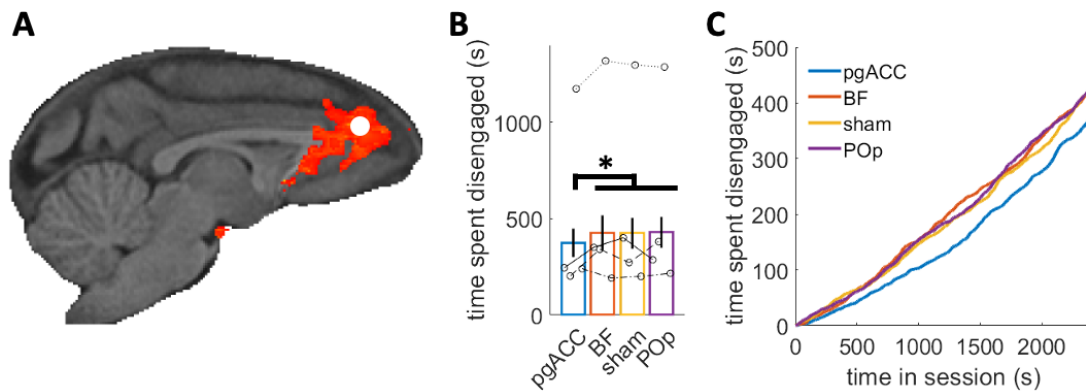 A
B
C
time spent disengaged (s)
1000
500
0
*
pgACC
BF
sham
POp
time spent disengaged (s)
500
400
300
200
100
0
pgACC
BF
sham
POp
0
500
1000
1500
2000
time in session (s)